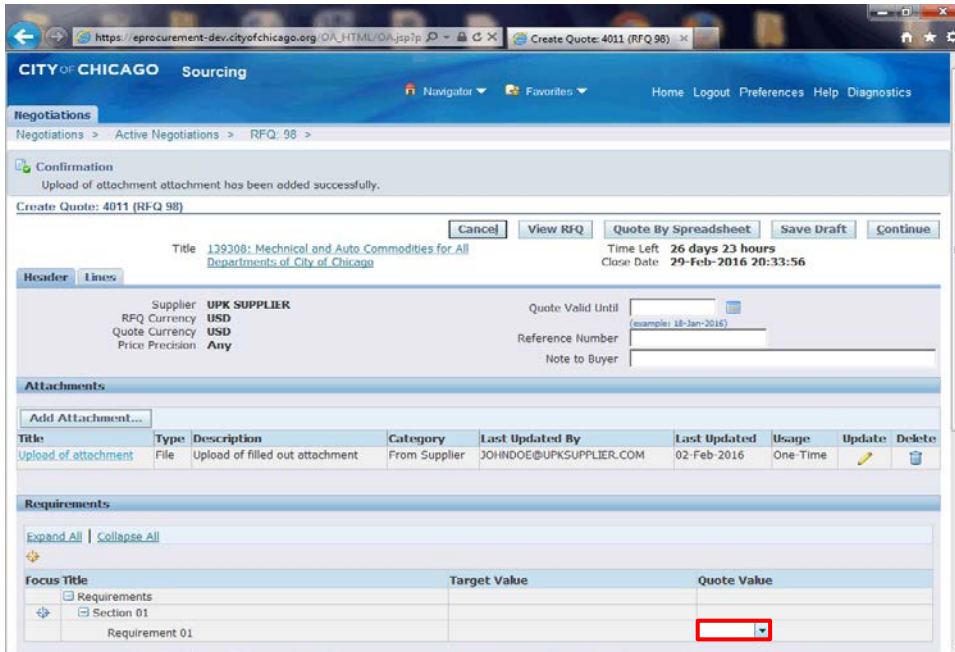 https://eprocurement-dev.cityofchicago.org/OA_HTML/OA.jsp?p
Create Quote: 4011 (RFQ 98)
CITY OF CHICAGO Sourcing
Navigator Favorites Home Logout Preferences Help Diagnostics
Negotiations
Negotiations > Active Negotiations > RFQ: 98 >
Confirmation
Upload of attachment attachment has been added successfully.
Create Quote: 4011 (RFQ 98)
Cancel View RFQ Quote By Spreadsheet Save Draft Continue
Title 139308: Mechnical and Auto Commodities for All Departments of City of Chicago
Time Left 26 days 23 hours
Close Date 29-Feb-2016 20:33:56
Header Lines
Supplier UPK SUPPLIER
RFQ Currency USD
Quote Currency USD
Price Precision Any
Quote Valid Until
(example: 18-Jan-2016)
Reference Number
Note to Buyer
Attachments
Add Attachment...
Title Type Description Category Last Updated By Last Updated Usage Update Delete
Upload of attachment File Upload of filled out attachment From Supplier JOHNDOE@UPKSUPPLIER.COM 02-Feb-2016 One-Time
Requirements
Expand All | Collapse All
Focus Title Target Value Quote Value
Requirements
Section 01
Requirement 01